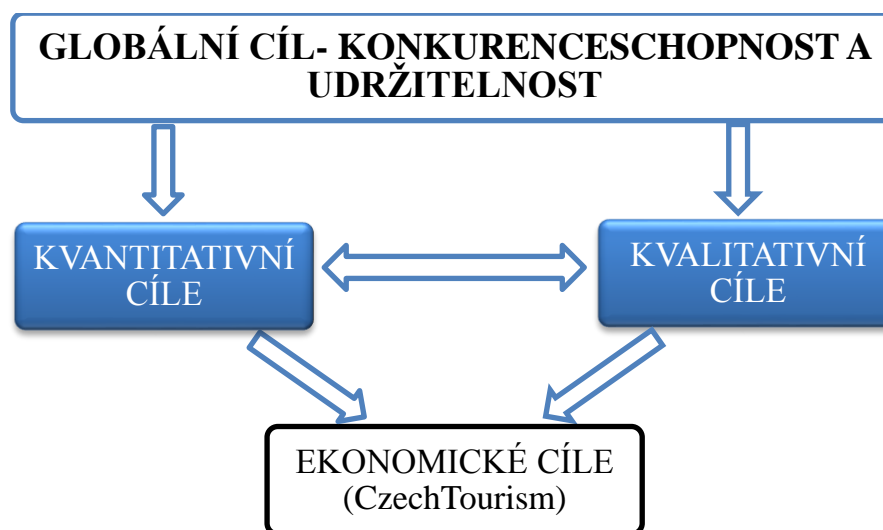 GLOBÁLNÍ CÍL- KONKURENCESCHOPNOST A
UDRŽITELNOST
KVANTITATIVNÍ
CÍLE
KVALITATIVNÍ
CÍLE
EKONOMICKÉ CÍLE
(CzechTourism)